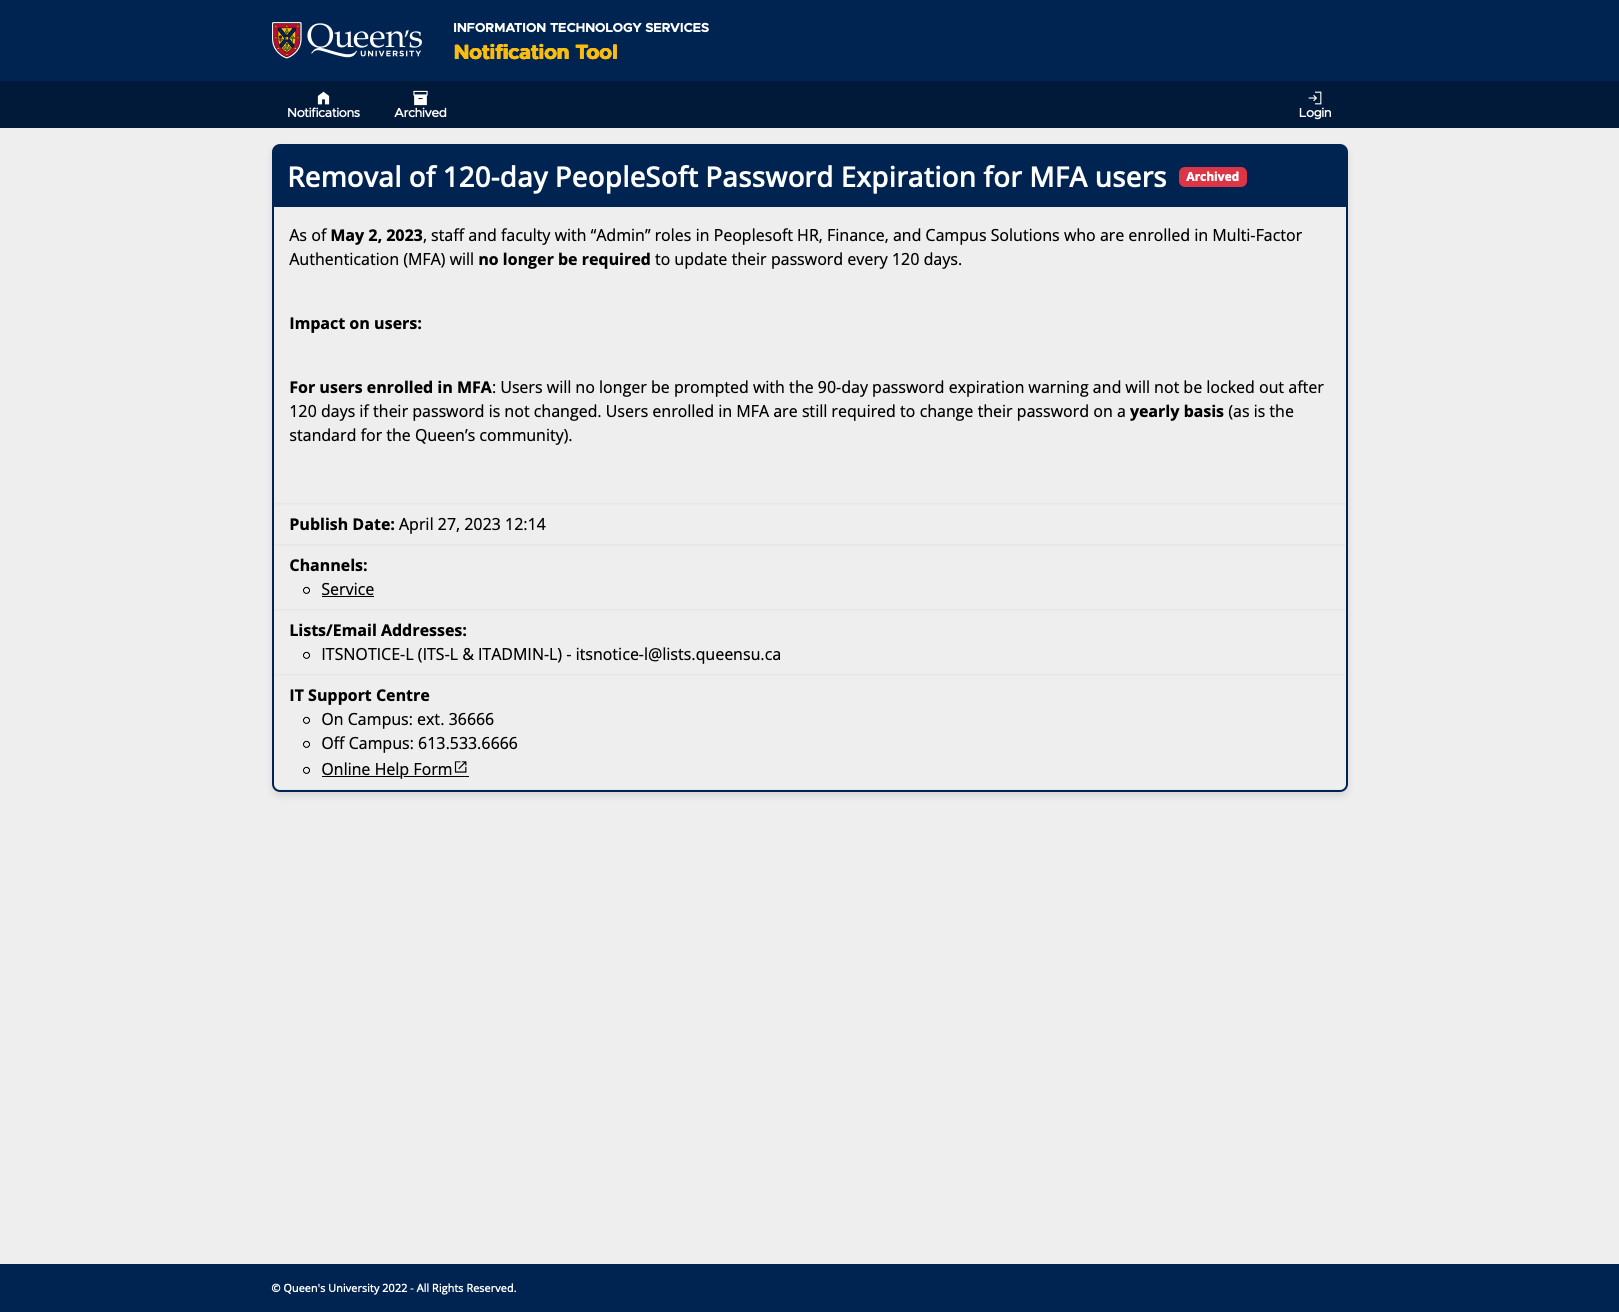 Queen's
UNIVERSITY
INFORMATION TECHNOLOGY SERVICES
Notification Tool
Notifications
Archived
Login
Removal of 120-day PeopleSoft Password Expiration for MFA users Archived
As of May 2, 2023, staff and faculty with “Admin” roles in Peoplesoft HR, Finance, and Campus Solutions who are enrolled in Multi-Factor
Authentication (MFA) will no longer be required to update their password every 120 days.
Impact on users:
For users enrolled in MFA: Users will no longer be prompted with the 90-day password expiration warning and will not be locked out after
120 days if their password is not changed. Users enrolled in MFA are still required to change their password on a yearly basis (as is the
standard for the Queen’s community).
Publish Date: April 27, 2023 12:14
Channels:
Service
Lists/Email Addresses:
ITSNOTICE-L (ITS-L & ITADMIN-L) - itsnotice-l@lists.queensu.ca
IT Support Centre
On Campus: ext. 36666
Off Campus: 613.533.6666
Online Help Form
© Queen's University 2022 - All Rights Reserved.